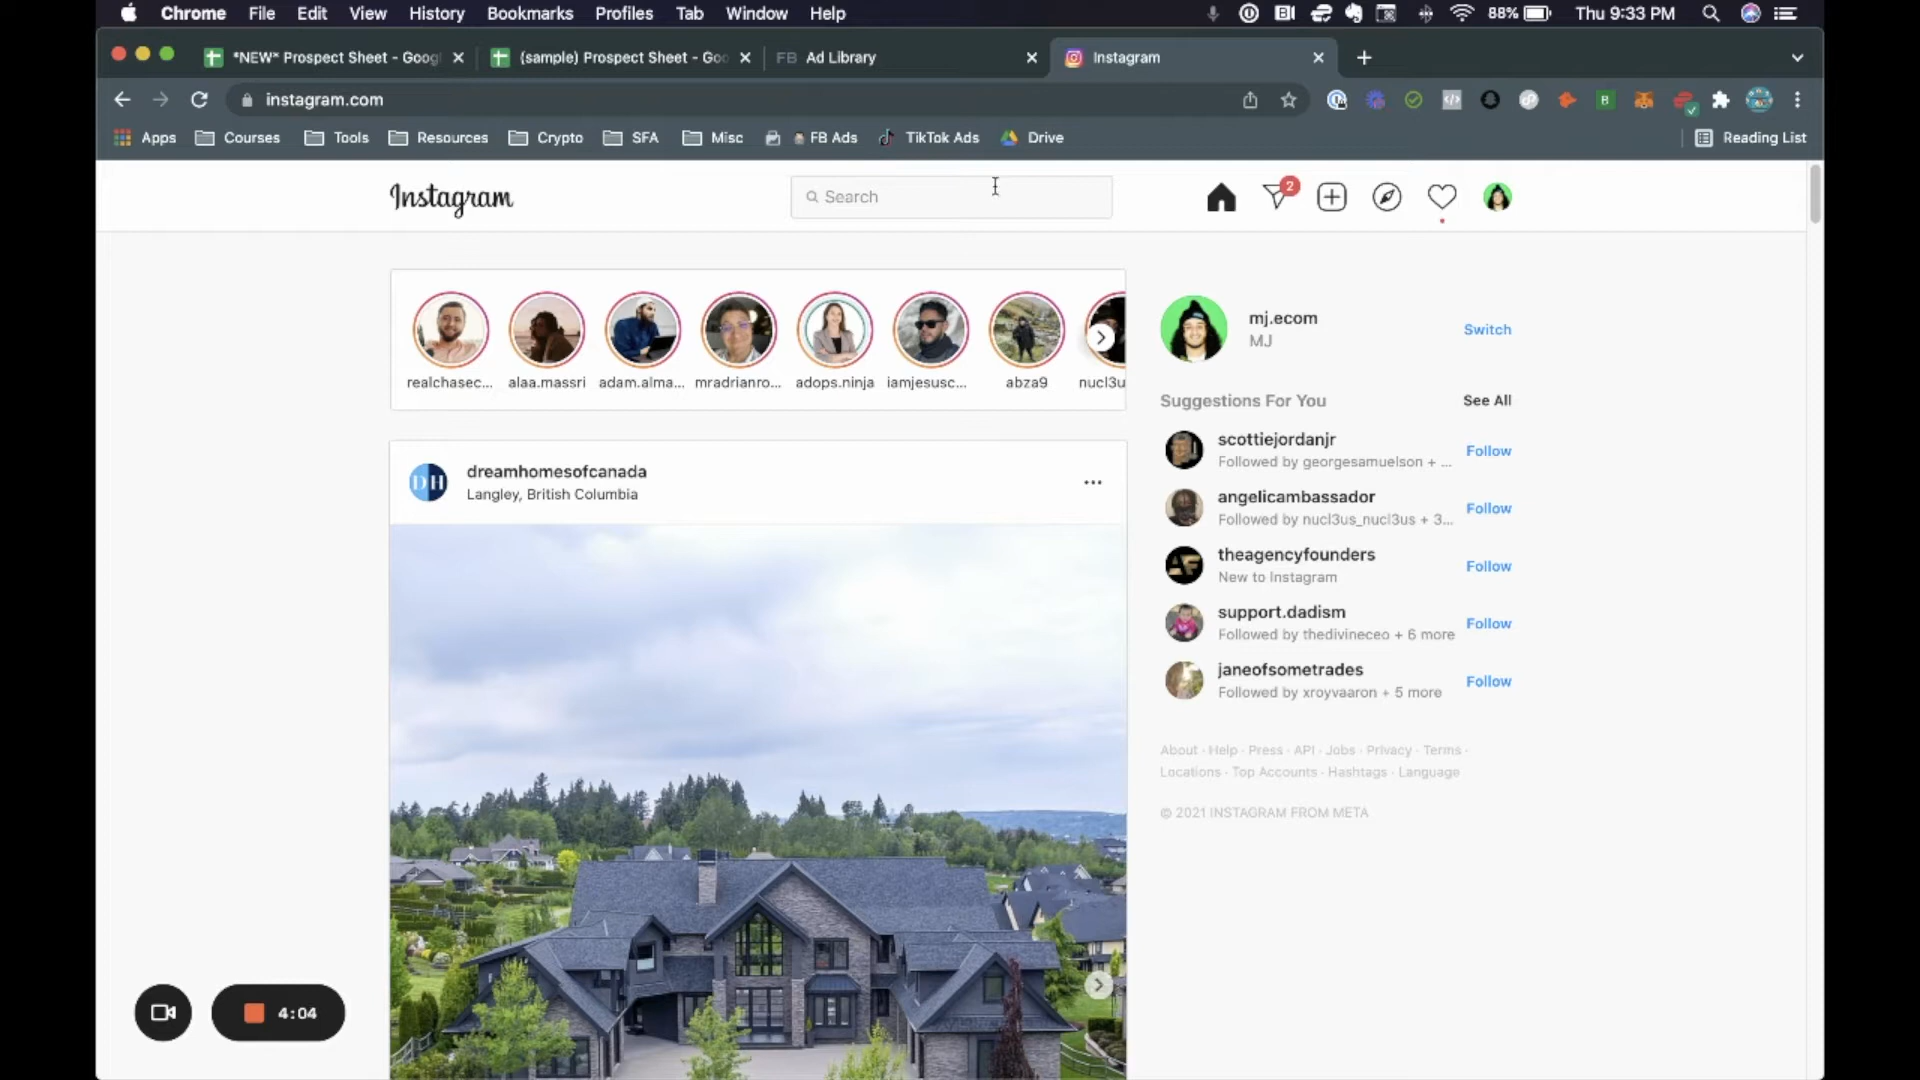 Chrome File Edit View History Bookmarks Profiles Tab Window Help 88% Thu 9:33 PM
*NEW* Prospect Sheet - Googl (sample) Prospect Sheet - Goo FB Ad Library Instagram
instagram.com
Apps Courses Tools Resources Crypto SFA Misc FB Ads TikTok Ads Drive Reading List
Instagram Search 2
realchasec... alaa.massri adam.alma... mradrianro... adops.ninja iamjesusc... abza9 nucl3u
mj.ecom
MJ
Switch
Suggestions For You See All
scottiejordanjr
Followed by georgesamuelson + ...
Follow
angelicambassador
Followed by nucl3us_nucl3us + 3...
Follow
theagencyfounders
New to Instagram
Follow
support.dadism
Followed by thedivineceo + 6 more
Follow
janeofsometrades
Followed by xroyvaaron + 5 more
Follow
About · Help · Press · API · Jobs · Privacy · Terms ·
Locations · Top Accounts · Hashtags · Language
© 2021 INSTAGRAM FROM META
DH
dreamhomesofcanada
Langley, British Columbia
4:04